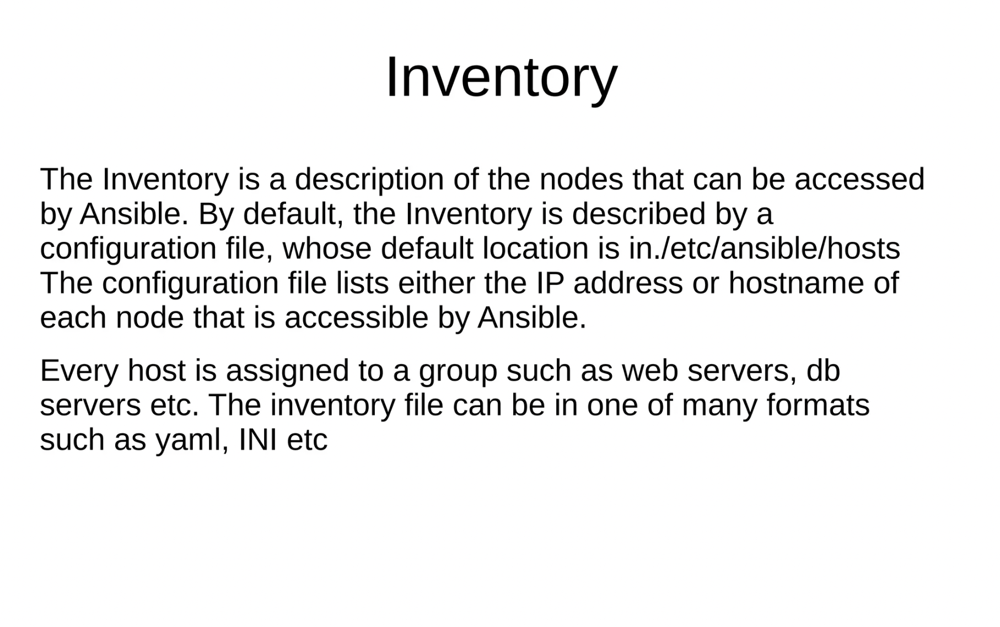 Inventory
The Inventory is a description of the nodes that can be accessed
by Ansible. By default, the Inventory is described by a
configuration file, whose default location is in./etc/ansible/hosts
The configuration file lists either the IP address or hostname of
each node that is accessible by Ansible.
Every host is assigned to a group such as web servers, db
servers etc. The inventory file can be in one of many formats
such as yaml, INI etc